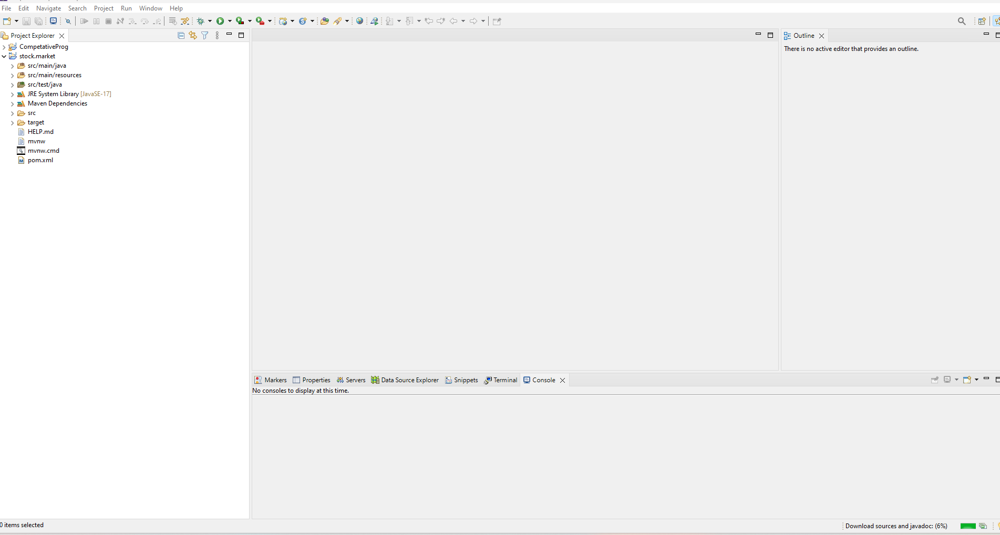 File Edit Navigate Search Project Run Window Help
Project Explorer
CompetativeProg
stock.market
src/main/java
src/main/resources
src/test/java
JRE System Library [JavaSE-17]
Maven Dependencies
src
target
HELP.md
mvnw
mvnw.cmd
pom.xml
Outline
There is no active editor that provides an outline.
Markers Properties Servers Data Source Explorer Snippets Terminal Console
No consoles to display at this time.
0 items selected
Download sources and javadoc: (6%)